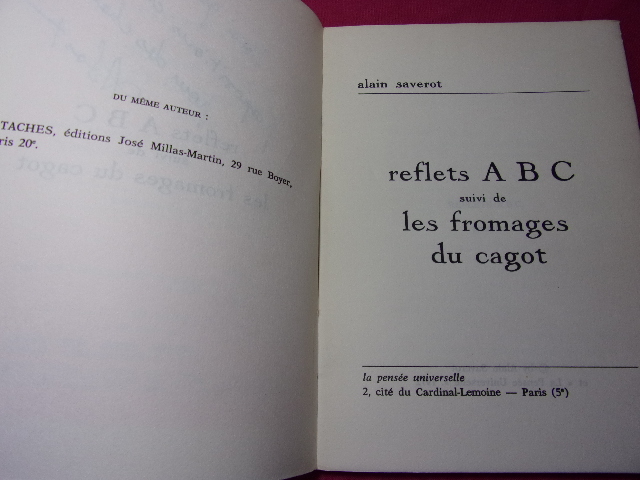 DU MÊME AUTEUR :
TACHES, éditions José Millas-Martin, 29 rue Boyer,
ris 20e.
alain saverot
reflets A B C
suivi de
les fromages
du cagot
la pensée universelle
2, cité du Cardinal-Lemoine — Paris (5e)